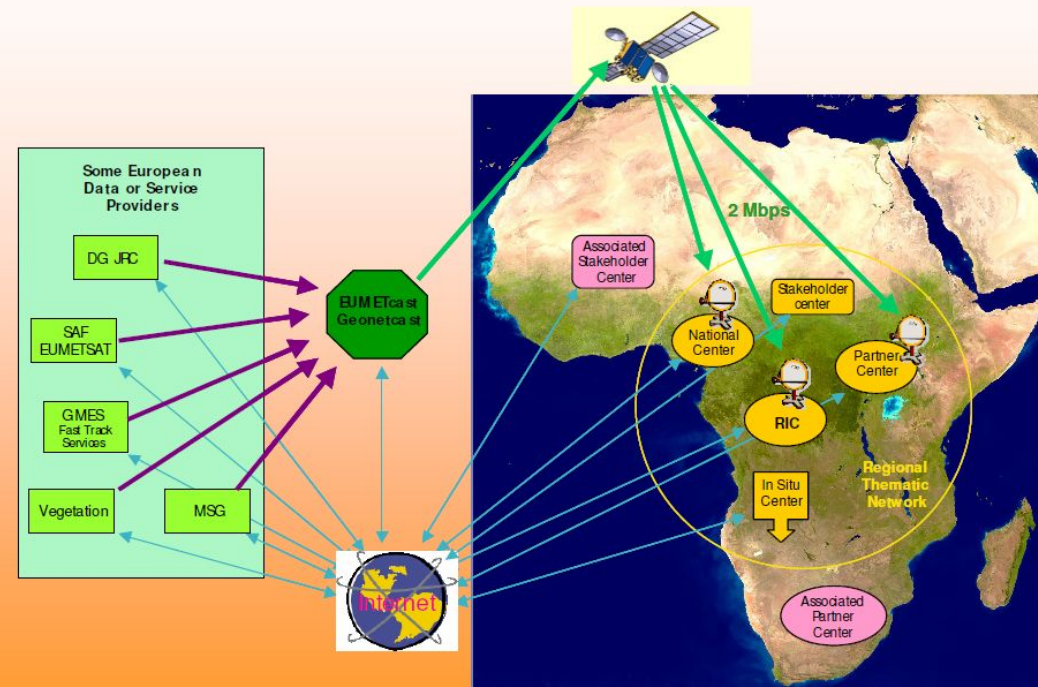 Some European
Data or Service
Providers
DG JRC
SAF
EUMETSAT
GMES
Fast Track
Services
Vegetation
MSG
EUMETcast
Geonetcast
Internet
2 Mbps
Associated
Stakeholder
Center
National
Center
Stakeholder
center
Partner
Center
RIC
In Situ
Center
Regional
Thematic
Network
Associated
Partner
Center